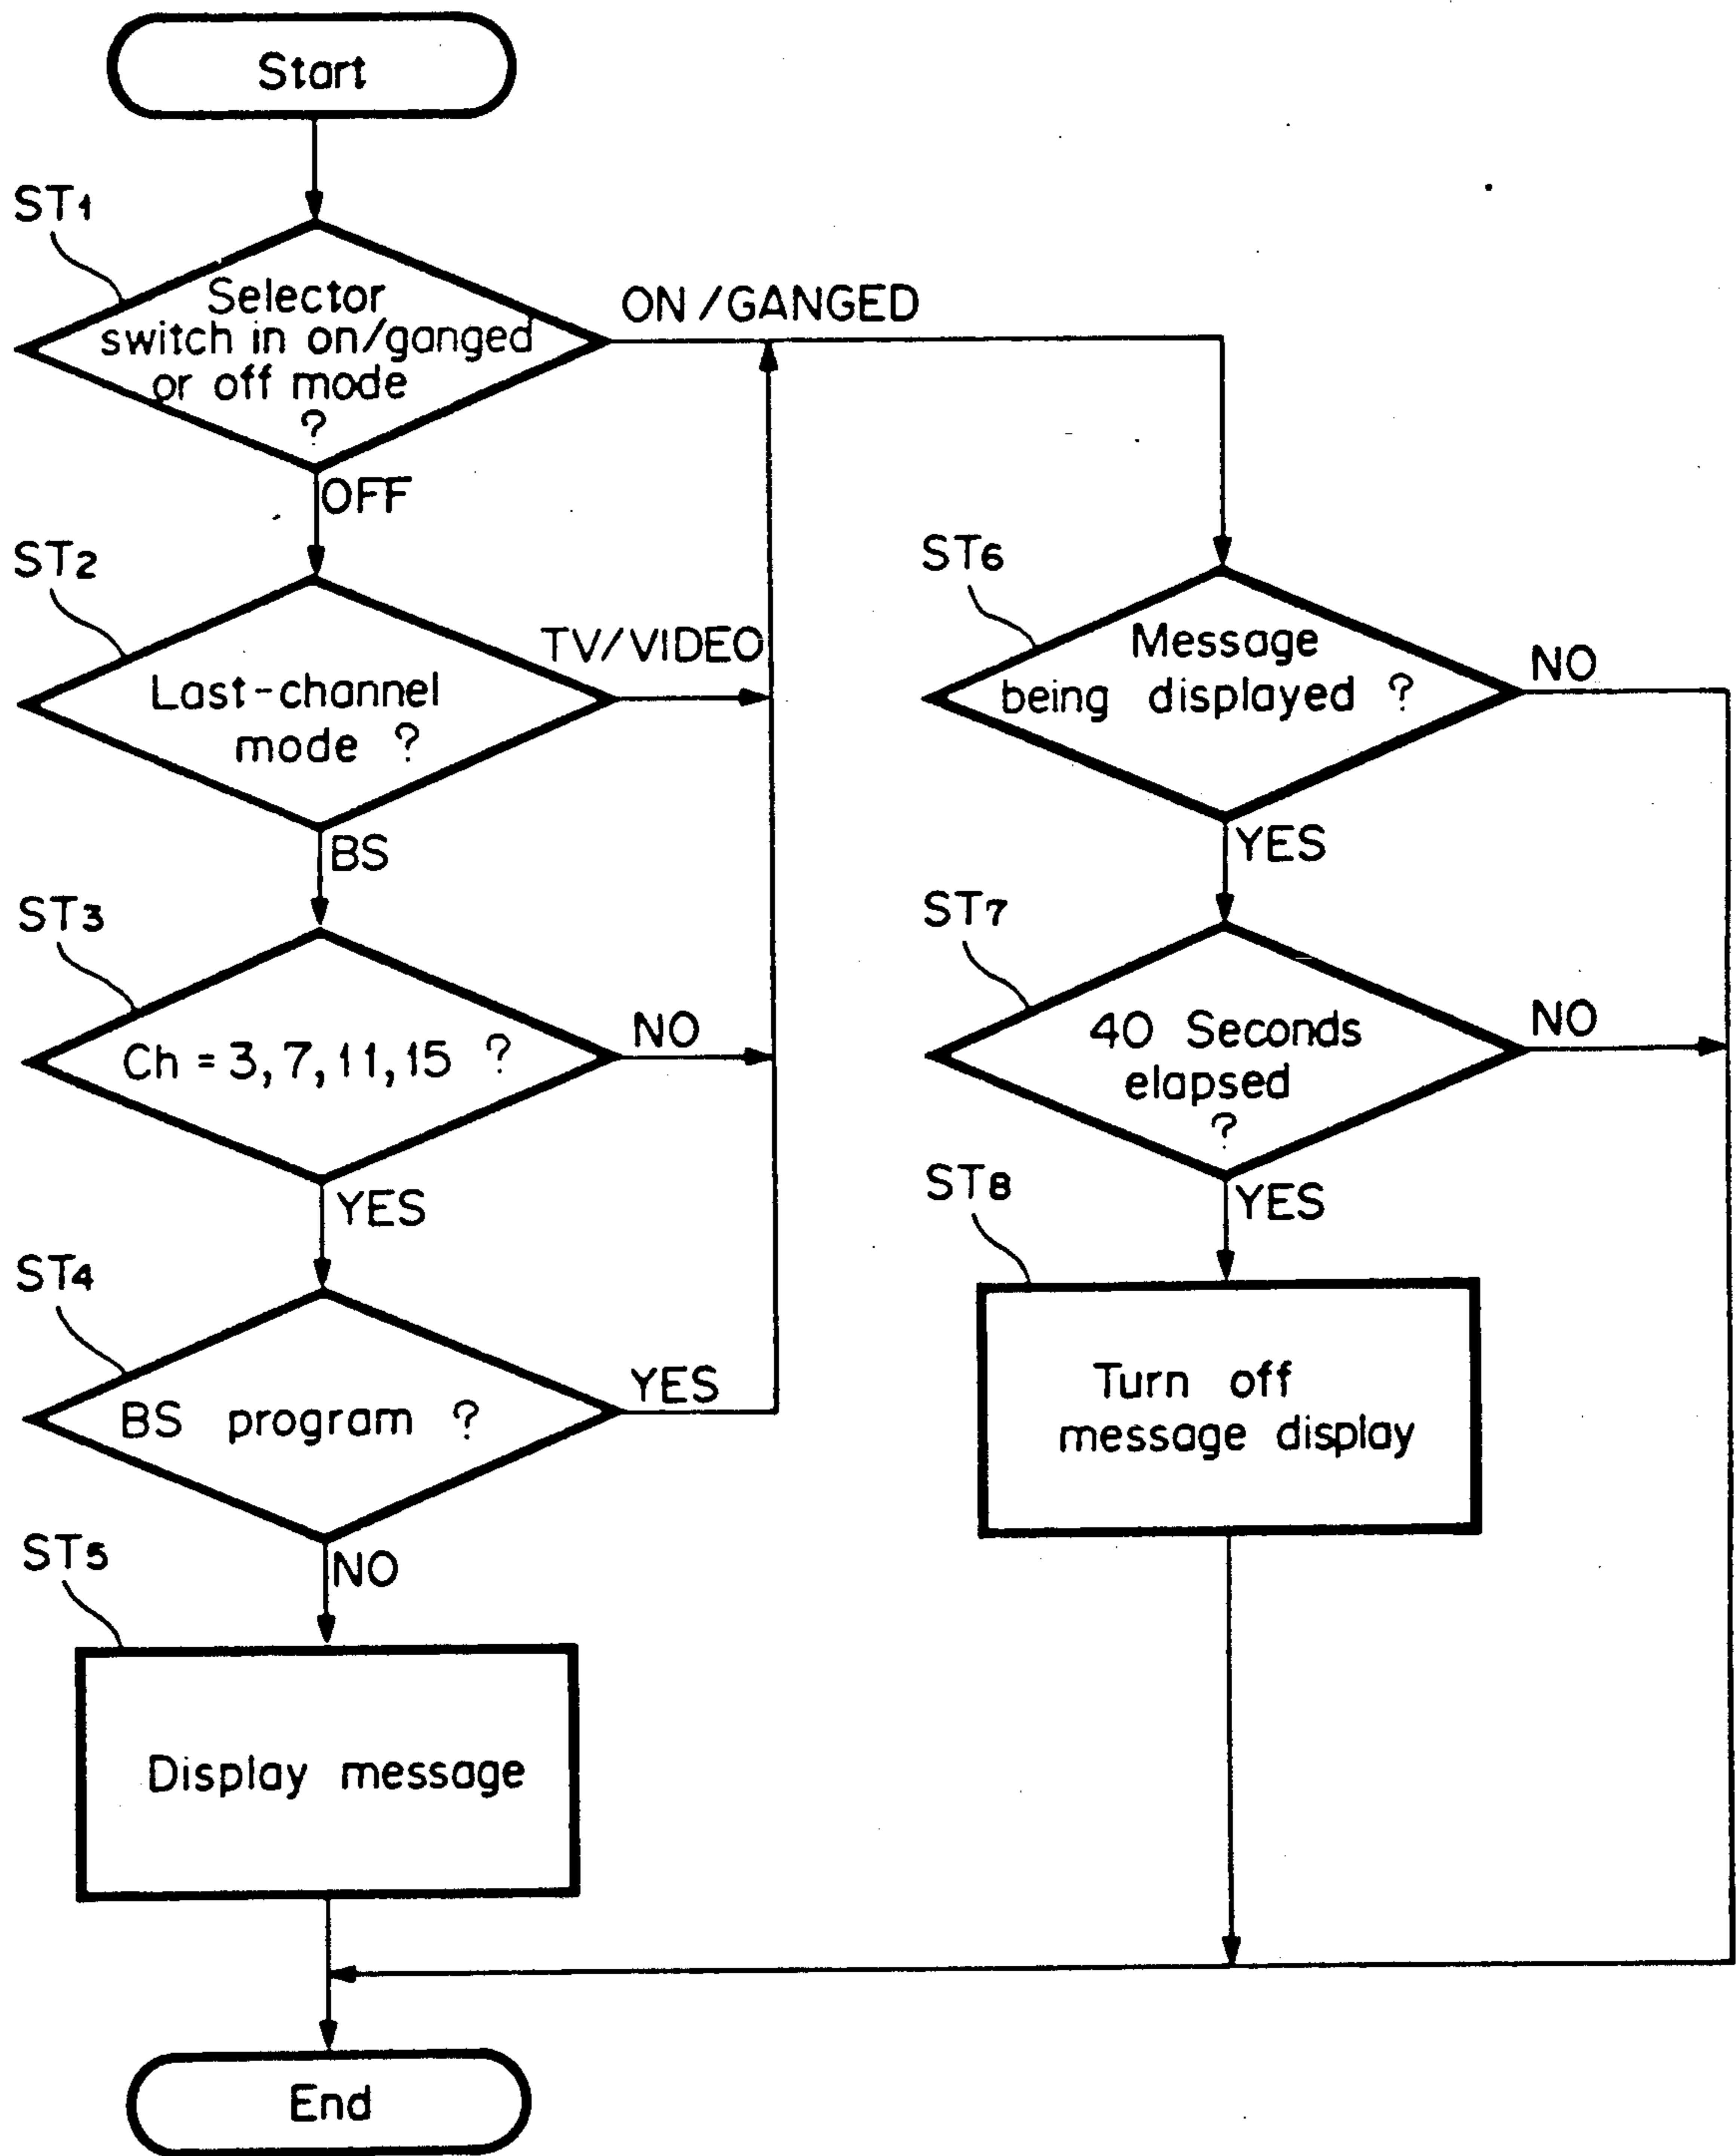 Start
ST1
Selector
switch in on/ganged
or off mode
?
ON/GANGED
OFF
ST2
Last-channel
mode ?
TV/VIDEO
BS
ST3
Ch = 3, 7, 11, 15 ?
NO
YES
ST4
BS program ?
YES
NO
ST5
Display message
End
ST6
Message
being displayed ?
NO
YES
ST7
40 Seconds
elapsed
?
NO
YES
ST8
Turn off
message display